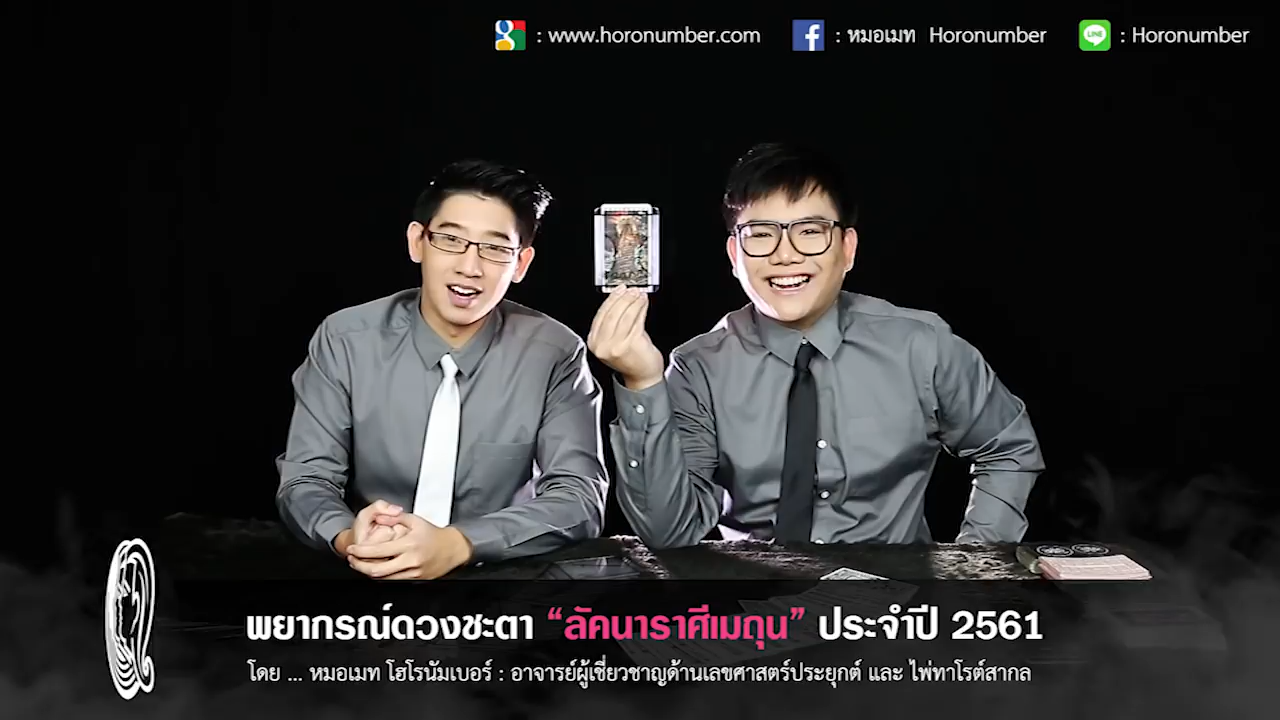 : www.horonumber.com : หมอเมท Horonumber LINE : Horonumber
พยากรณ์ดวงชะตา “ลัคนาราศีเมถุน” ประจำปี 2561
โดย ... หมอเมท โฮโรนัมเบอร์ : อาจารย์ผู้เชี่ยวชาญด้านเลขศาสตร์ประยุกต์ และ ไพ่ทาโรต์สากล